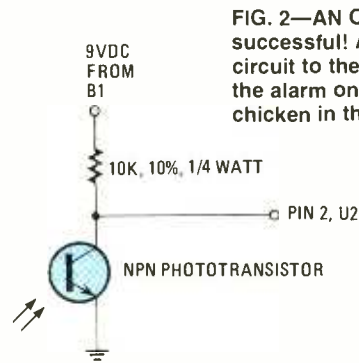 FIG. 2—AN O
successful! A
circuit to the
the alarm on
chicken in th
9VDC
FROM
B1
10K, 10%, 1/4 WATT
PIN 2, U2
NPN PHOTOTRANSISTOR